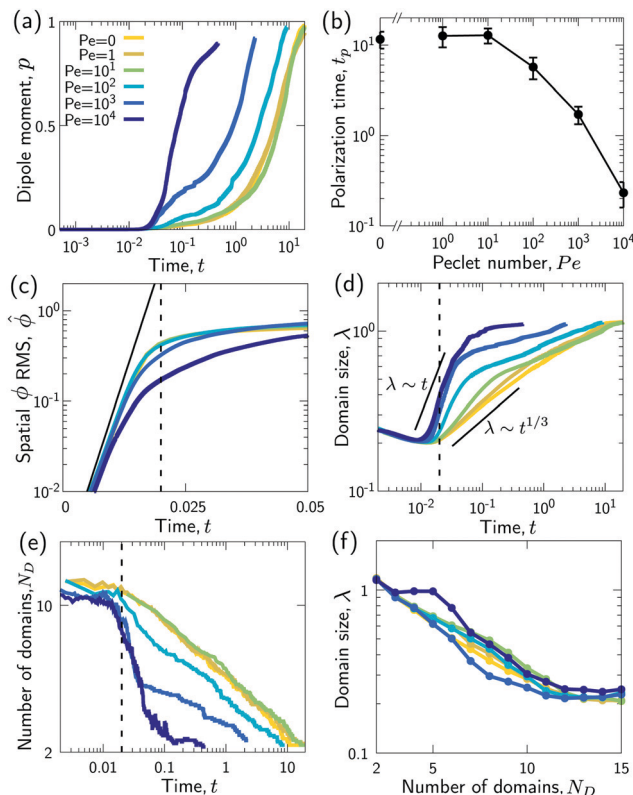 (a)
Dipole moment, p
1
0.5
0
Pe=0
Pe=1
Pe=10¹
Pe=10²
Pe=10³
Pe=10⁴
10⁻³ 10⁻² 10⁻¹ 10⁰ 10¹
Time, t
(b)
Polarization time, t_p
10¹
10⁰
10⁻¹
0 10⁰ 10¹ 10² 10³ 10⁴
Peclet number, Pe
(c)
Spatial ϕ RMS, ϕ̂
10⁰
10⁻¹
10⁻²
0 0.025 0.05
Time, t
(d)
Domain size, λ
10⁰
10⁻¹
λ ~ t
λ ~ t^{1/3}
10⁻² 10⁻¹ 10⁰ 10¹
Time, t
(e)
Number of domains, N_D
10
2
0.01 0.1 1 10
Time, t
(f)
Domain size, λ
1
0.1
2 5 10 15
Number of domains, N_D